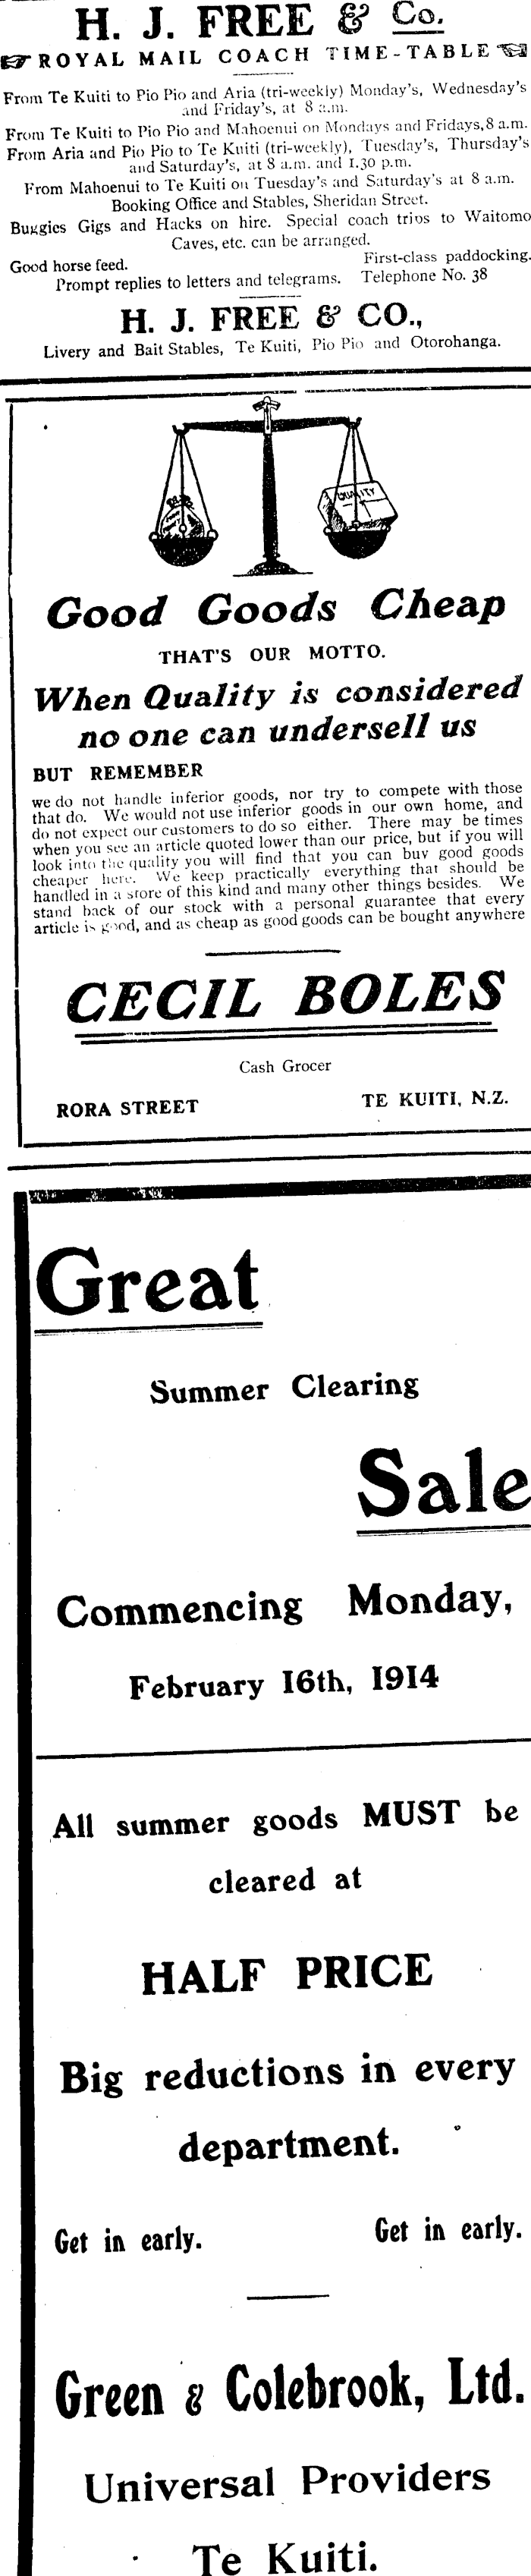 H. J. FREE & Co.
☞ ROYAL MAIL COACH TIME-TABLE ☜
From Te Kuiti to Pio Pio and Aria (tri-weekly) Monday's, Wednesday's
and Friday's, at 8 a.m.
From Te Kuiti to Pio Pio and Mahoenui on Mondays and Fridays, 8 a.m.
From Aria and Pio Pio to Te Kuiti (tri-weekly), Tuesday's, Thursday's
and Saturday's, at 8 a.m. and 1.30 p.m.
From Mahoenui to Te Kuiti on Tuesday's and Saturday's at 8 a.m.
Booking Office and Stables, Sheridan Street.
Buggies Gigs and Hacks on hire. Special coach trips to Waitomo
Caves, etc. can be arranged.
Good horse feed. First-class paddocking.
Prompt replies to letters and telegrams. Telephone No. 38
H. J. FREE & CO.,
Livery and Bait Stables, Te Kuiti, Pio Pio and Otorohanga.
QUALITY
Good Goods Cheap
THAT'S OUR MOTTO.
When Quality is considered
no one can undersell us
BUT REMEMBER
we do not handle inferior goods, nor try to compete with those
that do. We would not use inferior goods in our own home, and
do not expect our customers to do so either. There may be times
when you see an article quoted lower than our price, but if you will
look into the quality you will find that you can buy good goods
cheaper here. We keep practically everything that should be
handled in a store of this kind and many other things besides. We
stand back of our stock with a personal guarantee that every
article is good, and as cheap as good goods can be bought anywhere
CECIL BOLES
Cash Grocer
RORA STREET TE KUITI, N.Z.
Great
Summer Clearing
Sale
Commencing Monday,
February 16th, 1914
All summer goods MUST be
cleared at
HALF PRICE
Big reductions in every
department.
Get in early. Get in early.
Green & Colebrook, Ltd.
Universal Providers
Te Kuiti.